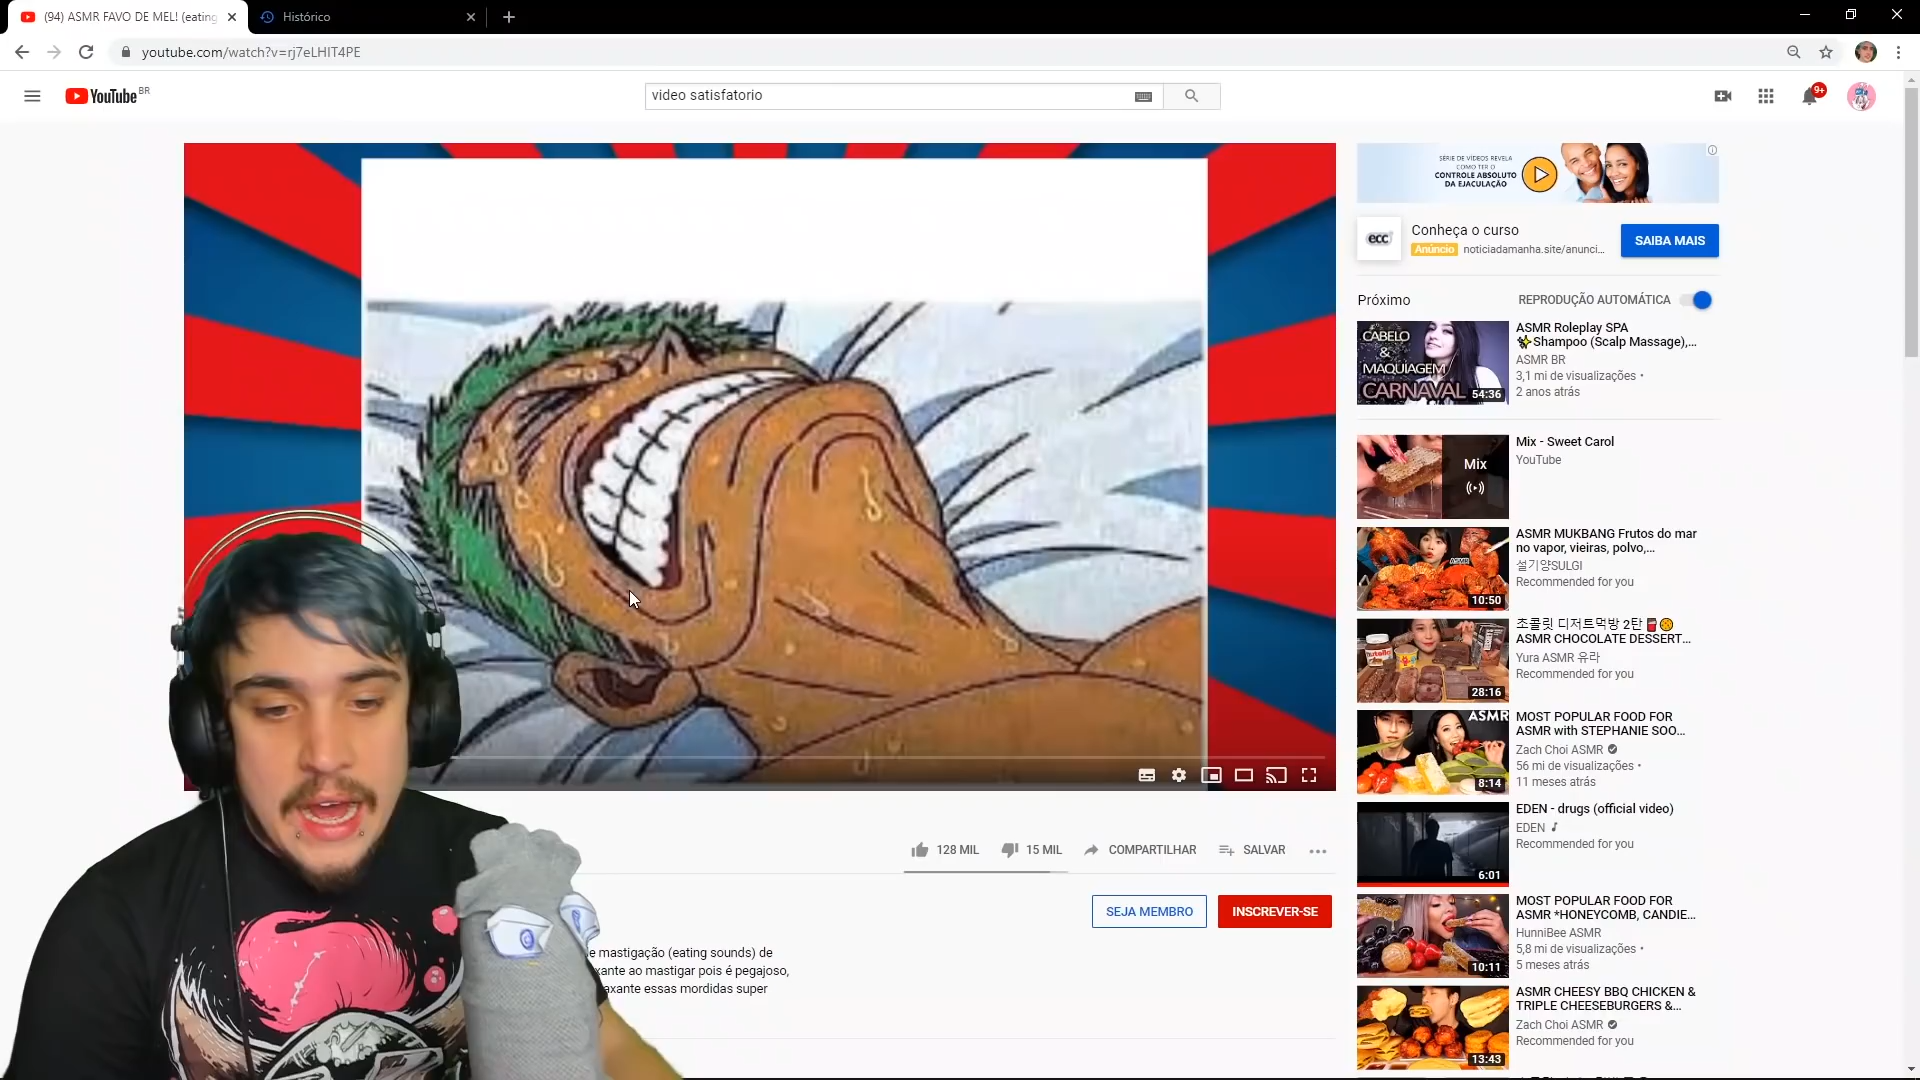 (94) ASMR FAVO DE MEL! (eating
Histórico
youtube.com/watch?v=rj7eLHIT4PE
YouTube BR
video satisfatorio
9+
SÉRIE DE VÍDEOS REVELA
COMO TER O
CONTROLE ABSOLUTO
DA EJACULAÇÃO
ecc
Conheça o curso
Anúncio noticiadamanha.site/anunci...
SAIBA MAIS
Próximo
REPRODUÇÃO AUTOMÁTICA
CABELO
&
MAQUIAGEM
CARNAVAL
54:36
ASMR Roleplay SPA
✨Shampoo (Scalp Massage),...
ASMR BR
3,1 mi de visualizações •
2 anos atrás
Mix
Mix - Sweet Carol
YouTube
ASMR
10:50
ASMR MUKBANG Frutos do mar
no vapor, vieiras, polvo,...
설기양SULGI
Recommended for you
nutella
28:16
초콜릿 디저트먹방 2탄
ASMR CHOCOLATE DESSERT...
Yura ASMR 유라
Recommended for you
ASMR
8:14
MOST POPULAR FOOD FOR
ASMR with STEPHANIE SOO...
Zach Choi ASMR
56 mi de visualizações •
11 meses atrás
6:01
EDEN - drugs (official video)
EDEN
Recommended for you
10:11
MOST POPULAR FOOD FOR
ASMR *HONEYCOMB, CANDIE...
HunniBee ASMR
5,8 mi de visualizações •
5 meses atrás
13:43
ASMR CHEESY BBQ CHICKEN &
TRIPLE CHEESEBURGERS &...
Zach Choi ASMR
Recommended for you
128 MIL
15 MIL
COMPARTILHAR
SALVAR
SEJA MEMBRO
INSCREVER-SE
e mastigação (eating sounds) de
xante ao mastigar pois é pegajoso,
axante essas mordidas super